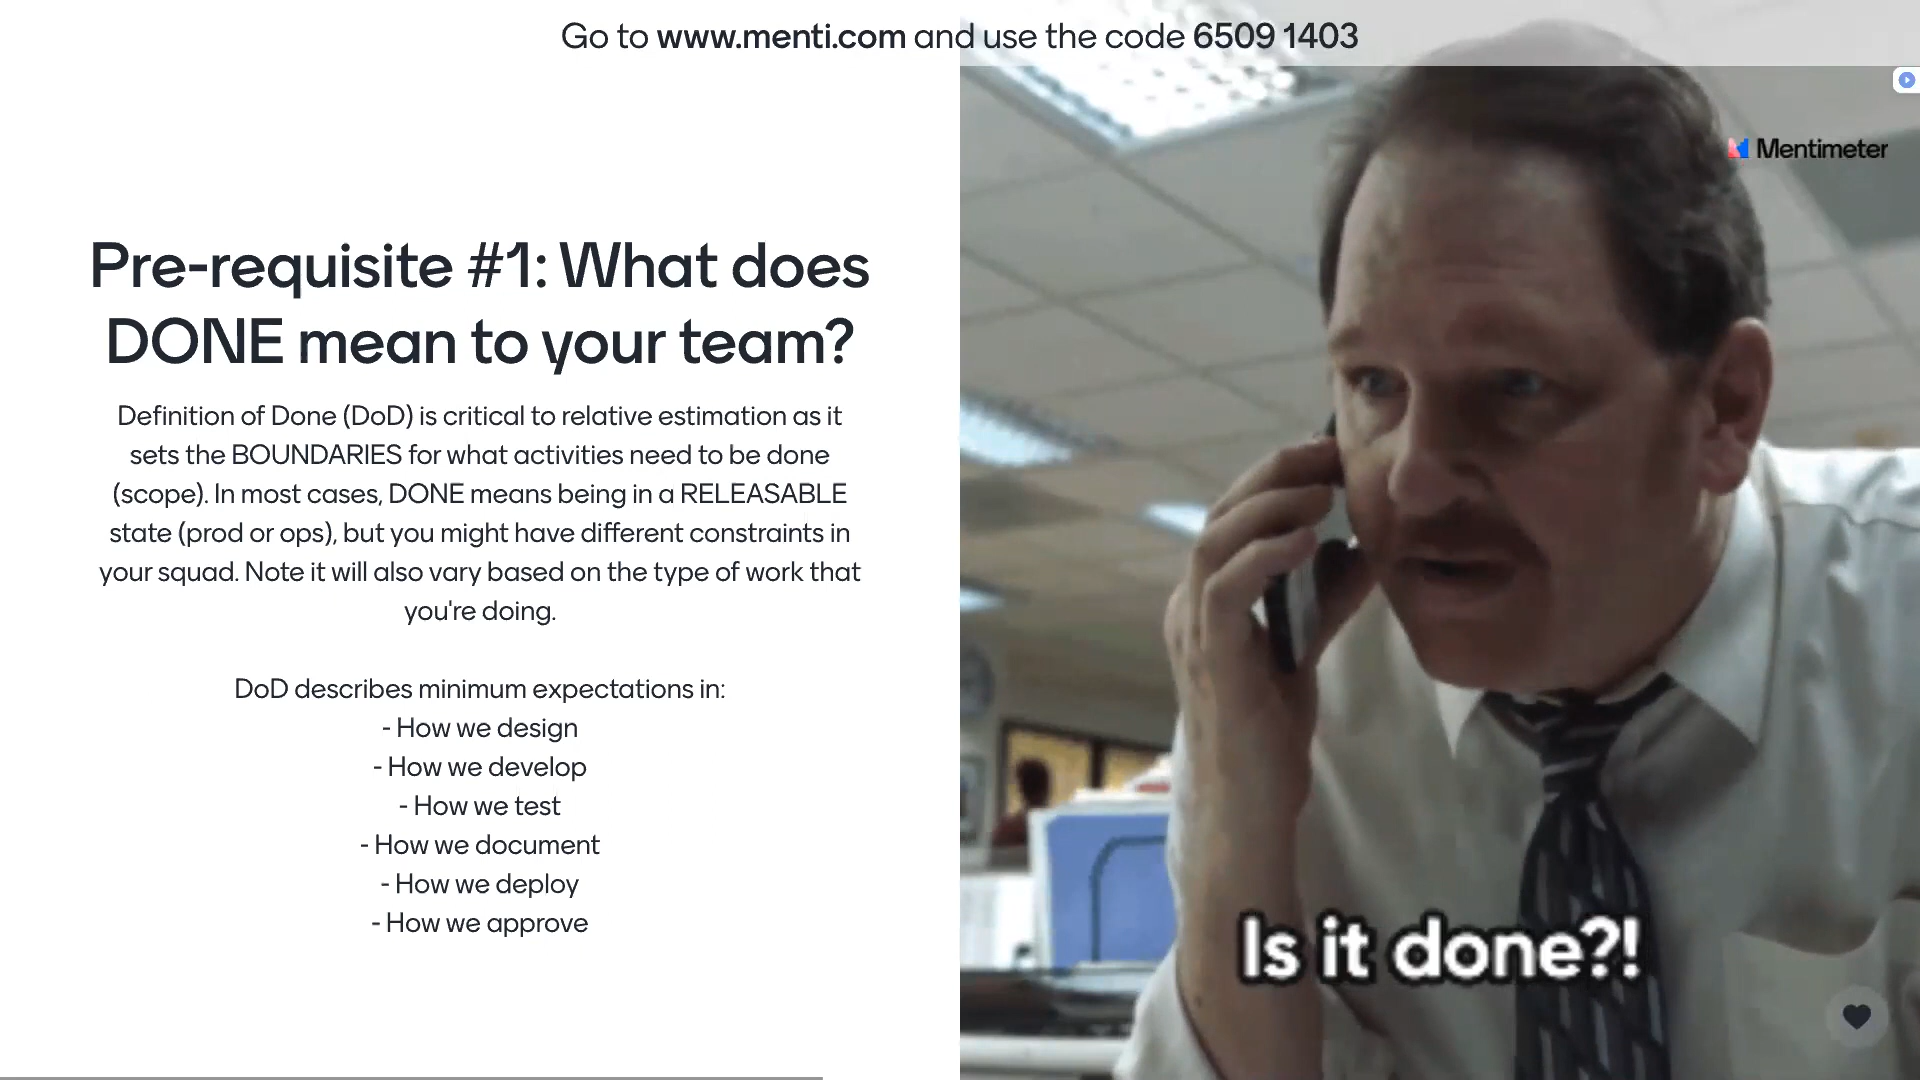 Go to www.menti.com and use the code 6509 1403
Mentimeter
Pre-requisite #1: What does
DONE mean to your team?
Definition of Done (DoD) is critical to relative estimation as it
sets the BOUNDARIES for what activities need to be done
(scope). In most cases, DONE means being in a RELEASABLE
state (prod or ops), but you might have different constraints in
your squad. Note it will also vary based on the type of work that
you're doing.
DoD describes minimum expectations in:
- How we design
- How we develop
- How we test
- How we document
- How we deploy
- How we approve
Is it done?!